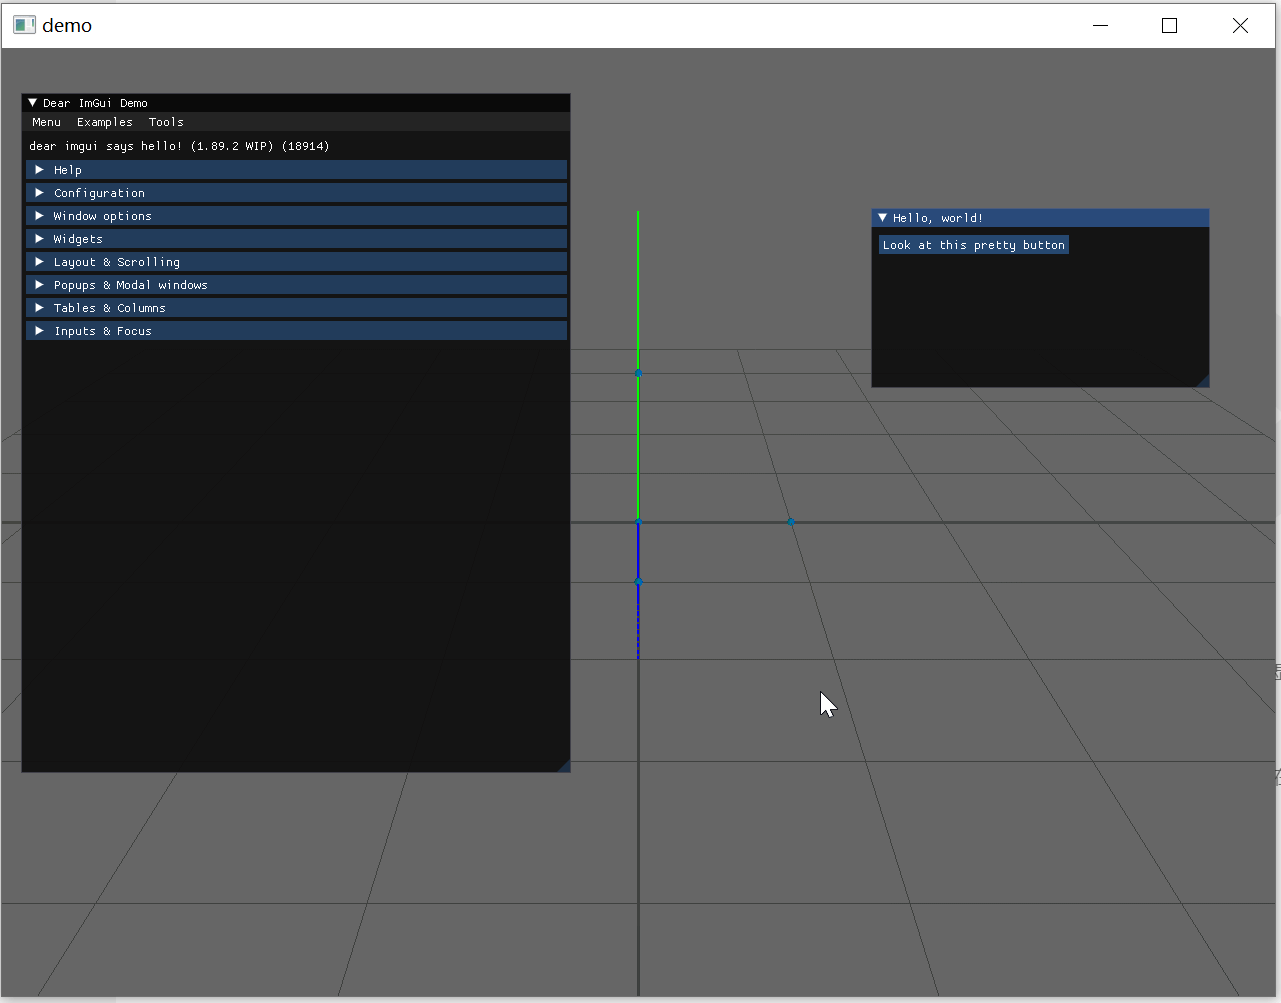 demo
Dear ImGui Demo
Menu Examples Tools
dear imgui says hello! (1.89.2 WIP) (18914)
Help
Configuration
Window options
Widgets
Layout & Scrolling
Popups & Modal windows
Tables & Columns
Inputs & Focus
Hello, world!
Look at this pretty button